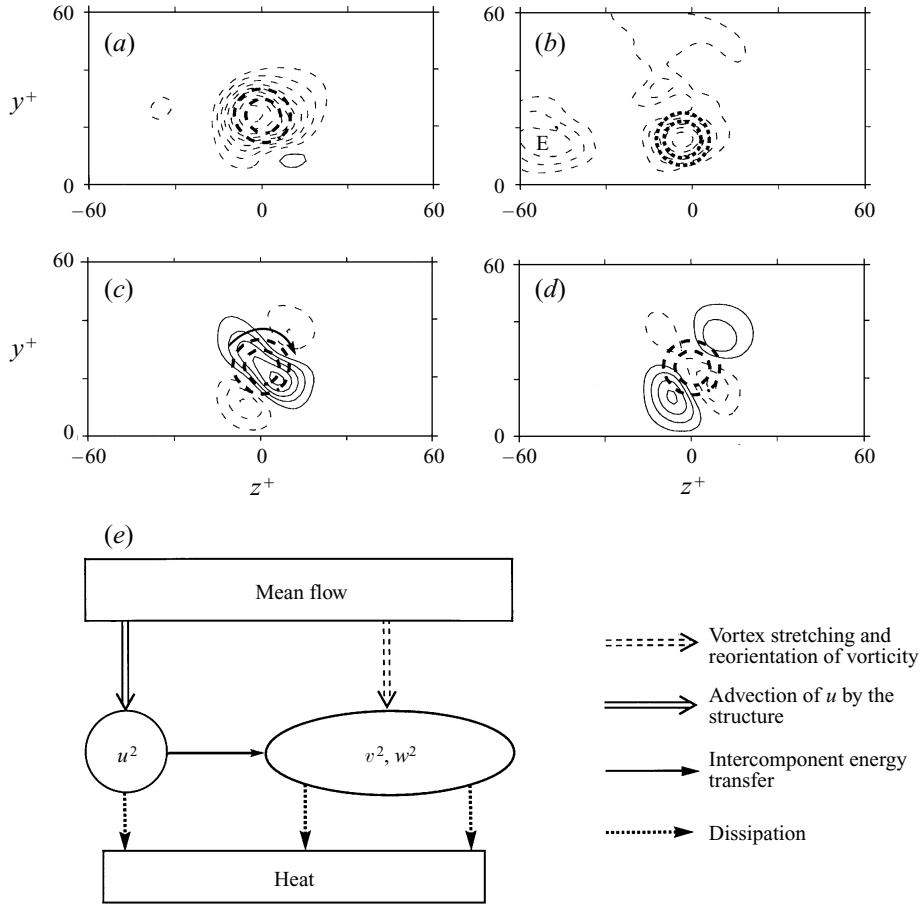 60
(a)
y+
0
−60
0
60
60
(b)
E
0
−60
0
60
60
(c)
y+
0
−60
0
60
z+
60
(d)
0
−60
0
60
z+
(e)
Mean flow
u²
v², w²
Heat
Vortex stretching and
reorientation of vorticity
Advection of u by the
structure
Intercomponent energy
transfer
Dissipation